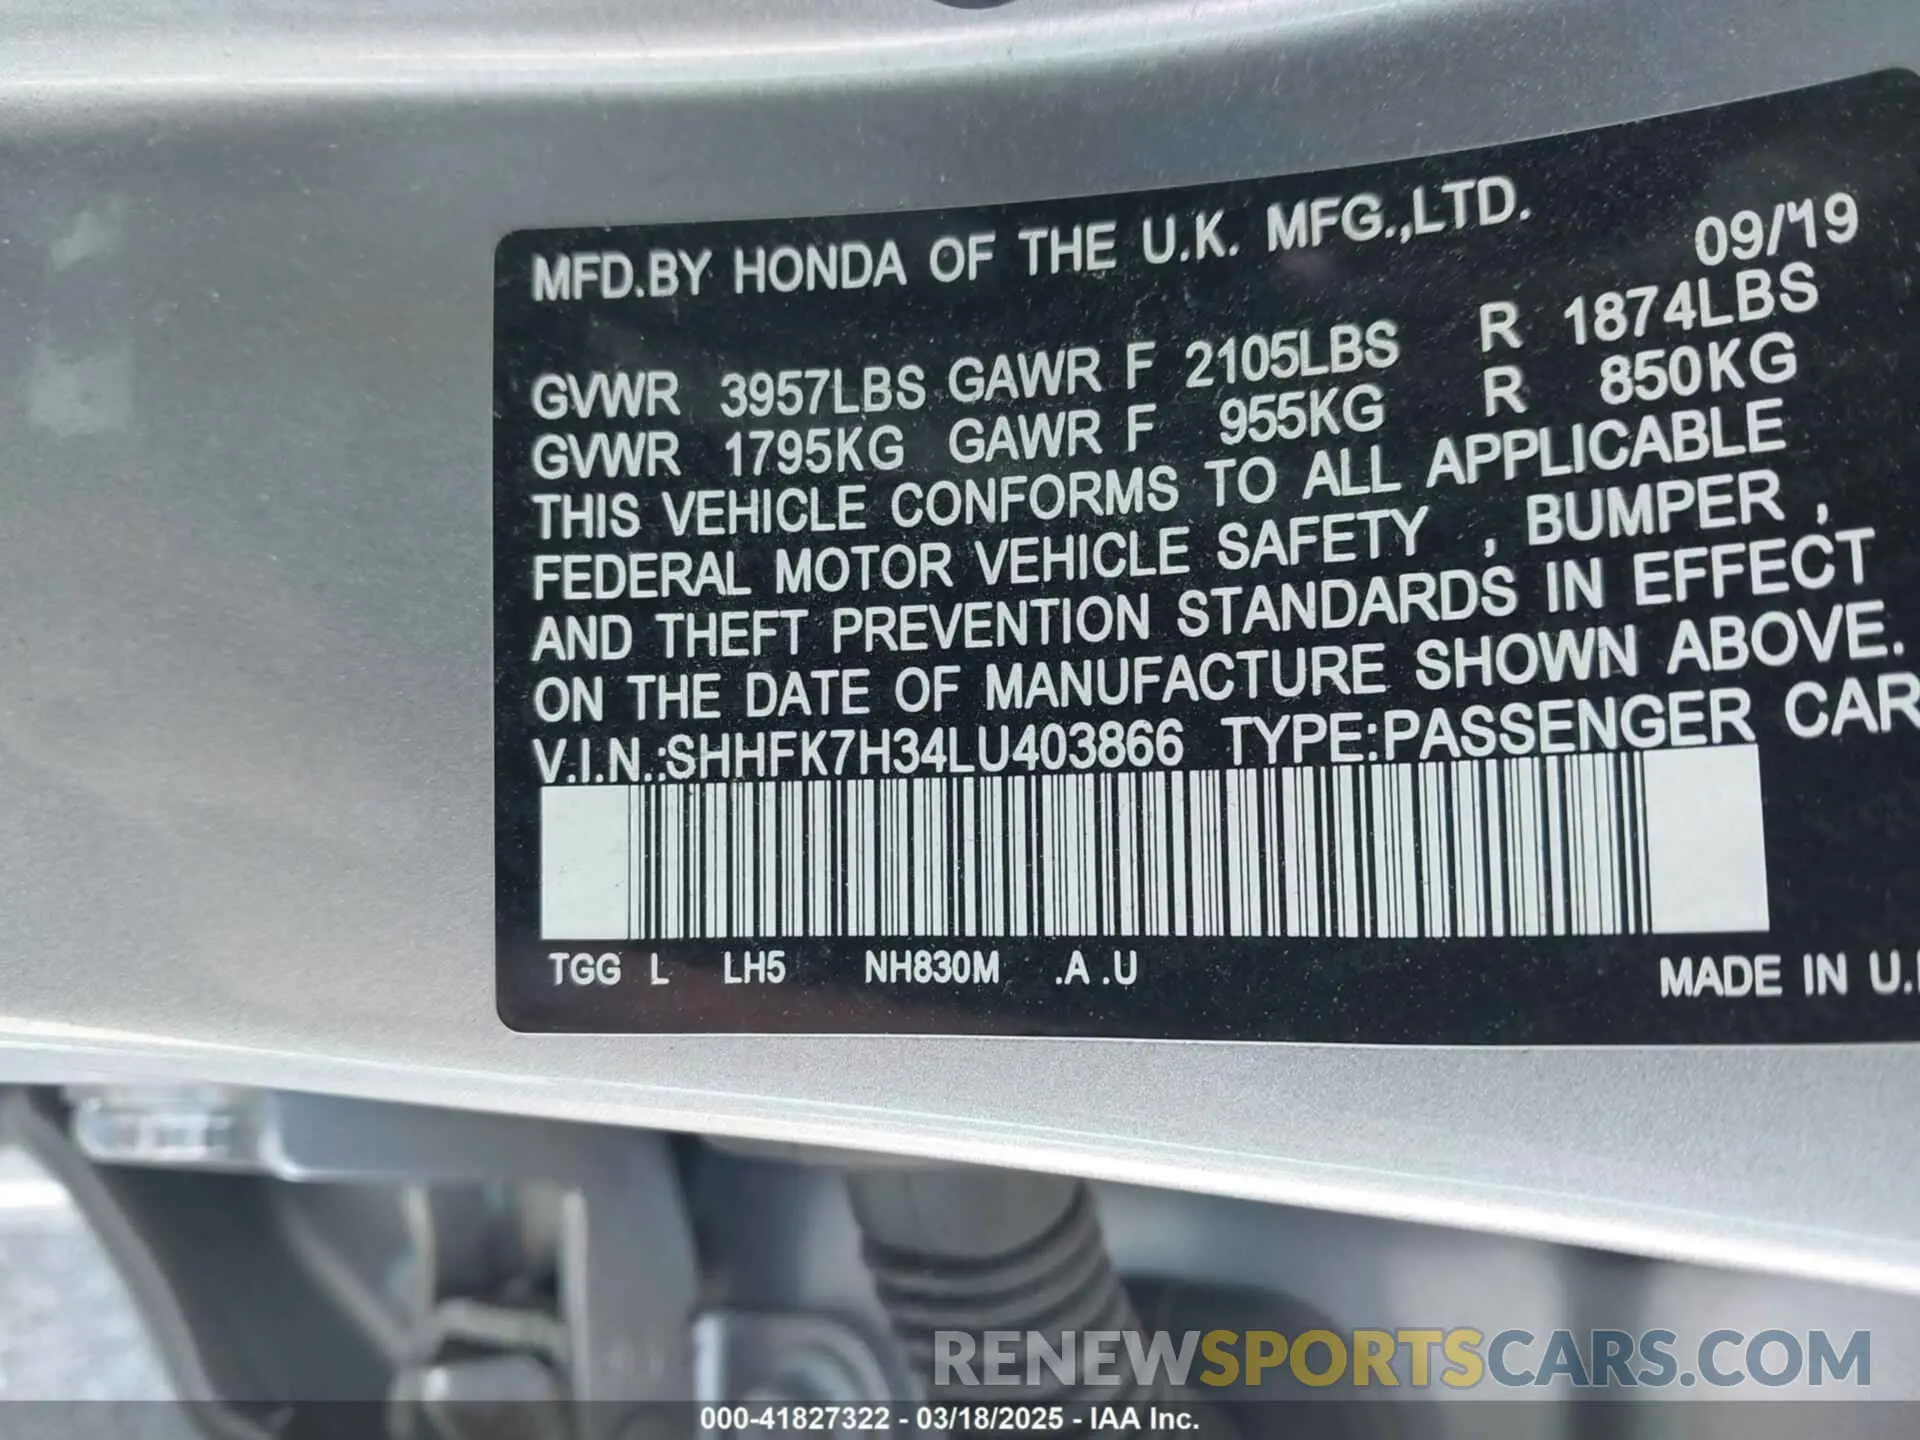 MFD.BY HONDA OF THE U.K. MFG.,LTD. 09/19
GVWR 3957LBS GAWR F 2105LBS R 1874LBS
GVWR 1795KG GAWR F 955KG R 850KG
THIS VEHICLE CONFORMS TO ALL APPLICABLE
FEDERAL MOTOR VEHICLE SAFETY , BUMPER ,
AND THEFT PREVENTION STANDARDS IN EFFECT
ON THE DATE OF MANUFACTURE SHOWN ABOVE.
V.I.N.:SHHFK7H34LU403866 TYPE:PASSENGER CAR
TGG L LH5 NH830M .A .U MADE IN U.
RENEWSPORTSCARS.COM
000-41827322 - 03/18/2025 - IAA Inc.